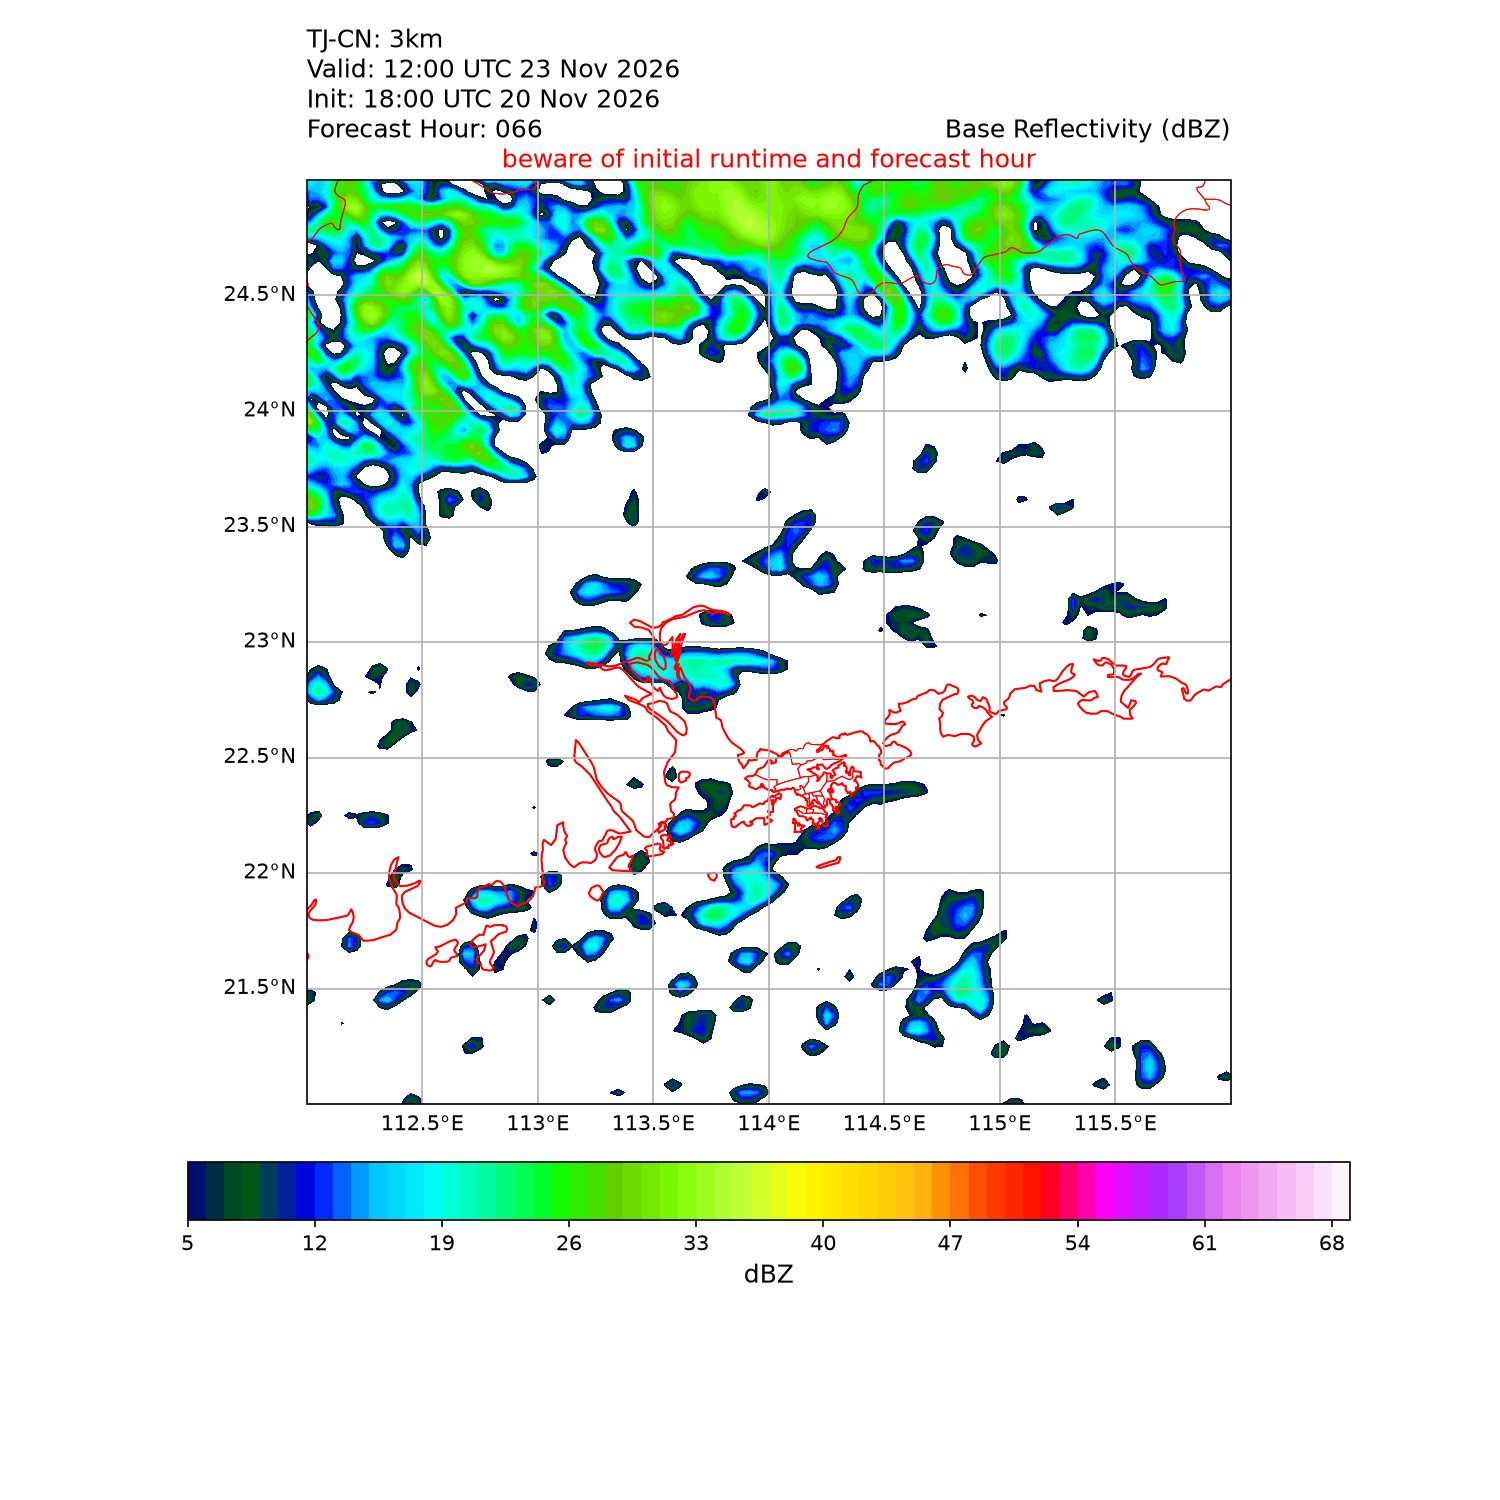 TJ-CN: 3km
Valid: 12:00 UTC 23 Nov 2026
Init: 18:00 UTC 20 Nov 2026
Forecast Hour: 066
Base Reflectivity (dBZ)
beware of initial runtime and forecast hour
24.5°N
24°N
23.5°N
23°N
22.5°N
22°N
21.5°N
112.5°E 113°E 113.5°E 114°E 114.5°E 115°E 115.5°E
5 12 19 26 33 40 47 54 61 68
dBZ